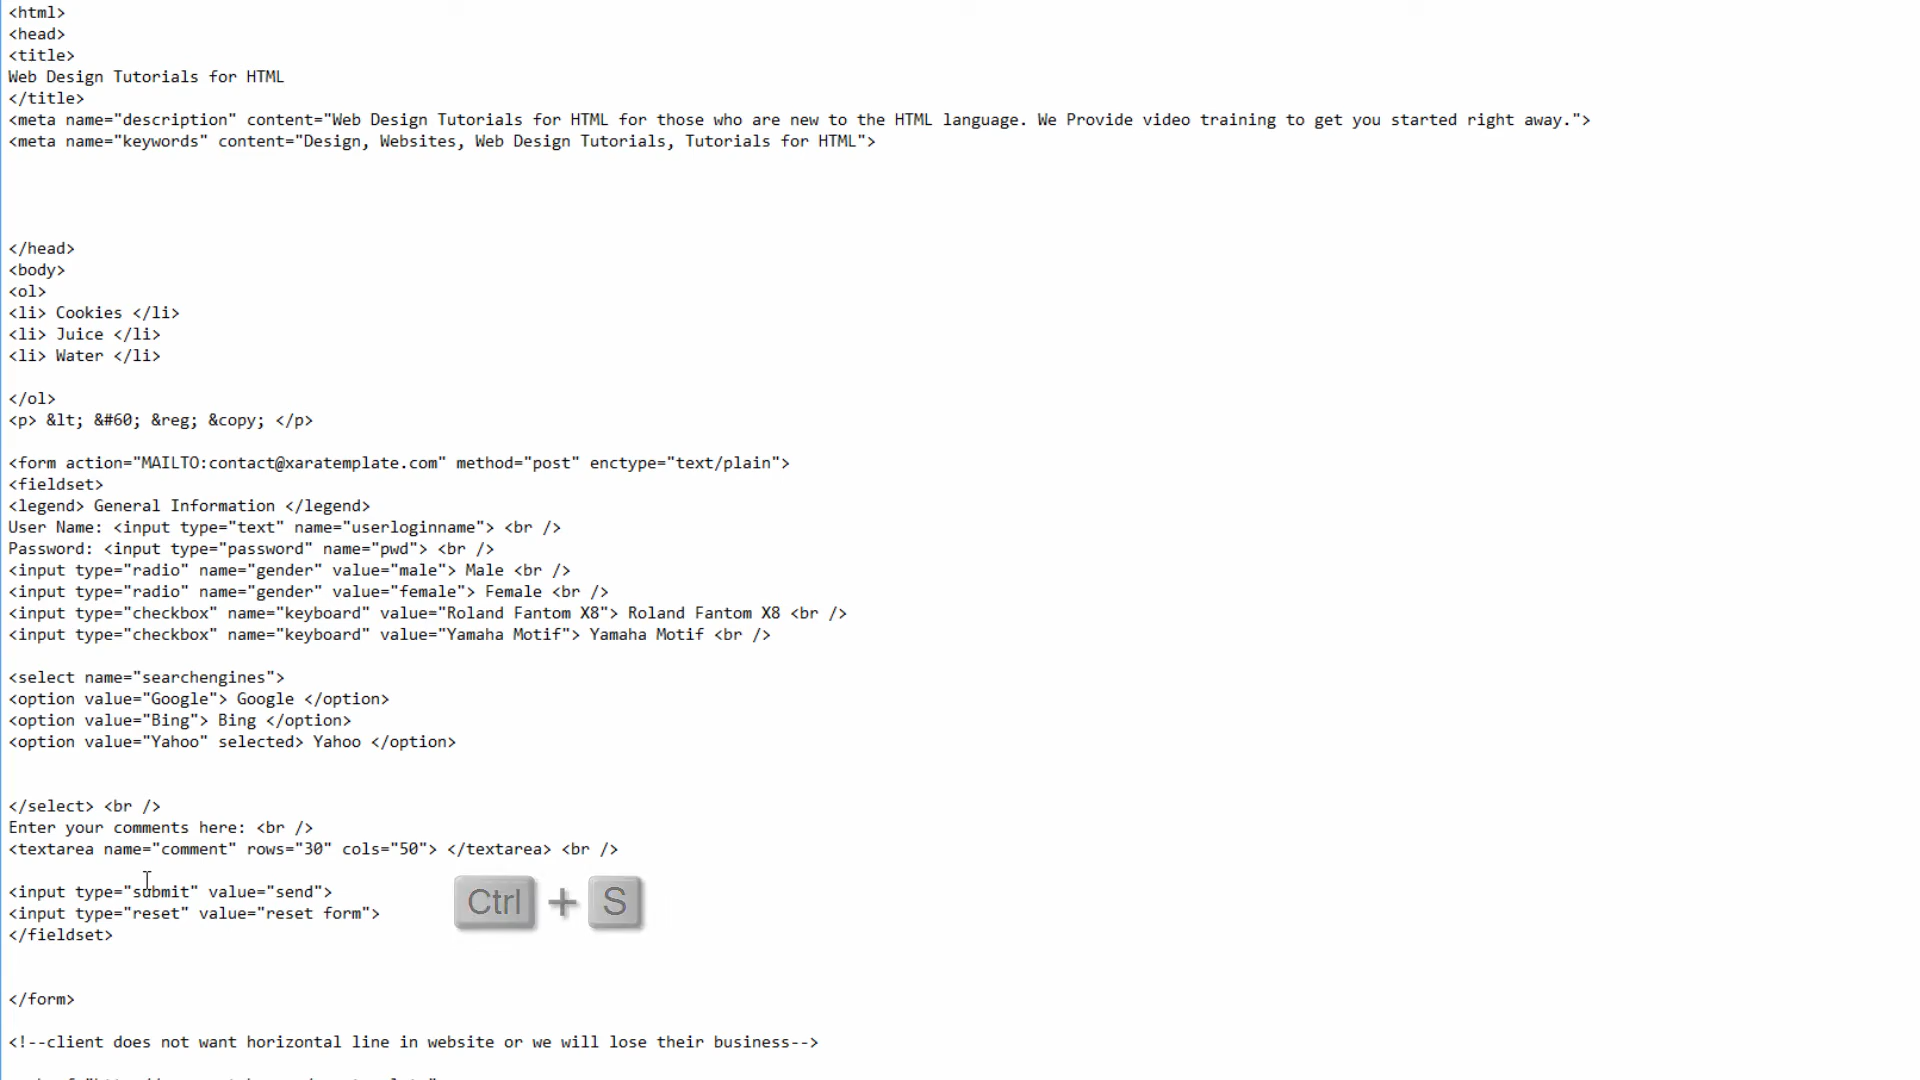 <html>
<head>
<title>
Web Design Tutorials for HTML
</title>
<meta name="description" content="Web Design Tutorials for HTML for those who are new to the HTML language. We Provide video training to get you started right away.">
<meta name="keywords" content="Design, Websites, Web Design Tutorials, Tutorials for HTML">
</head>
<body>
<ol>
<li> Cookies </li>
<li> Juice </li>
<li> Water </li>
</ol>
<p> &lt; &#60; &reg; &copy; </p>
<form action="MAILTO:contact@xaratemplate.com" method="post" enctype="text/plain">
<fieldset>
<legend> General Information </legend>
User Name: <input type="text" name="userloginname"> <br />
Password: <input type="password" name="pwd"> <br />
<input type="radio" name="gender" value="male"> Male <br />
<input type="radio" name="gender" value="female"> Female <br />
<input type="checkbox" name="keyboard" value="Roland Fantom X8"> Roland Fantom X8 <br />
<input type="checkbox" name="keyboard" value="Yamaha Motif"> Yamaha Motif <br />
<select name="searchengines">
<option value="Google"> Google </option>
<option value="Bing"> Bing </option>
<option value="Yahoo" selected> Yahoo </option>
</select> <br />
Enter your comments here: <br />
<textarea name="comment" rows="30" cols="50"> </textarea> <br />
<input type="submit" value="send">
<input type="reset" value="reset form">
Ctrl + S
</fieldset>
</form>
<!--client does not want horizontal line in website or we will lose their business-->